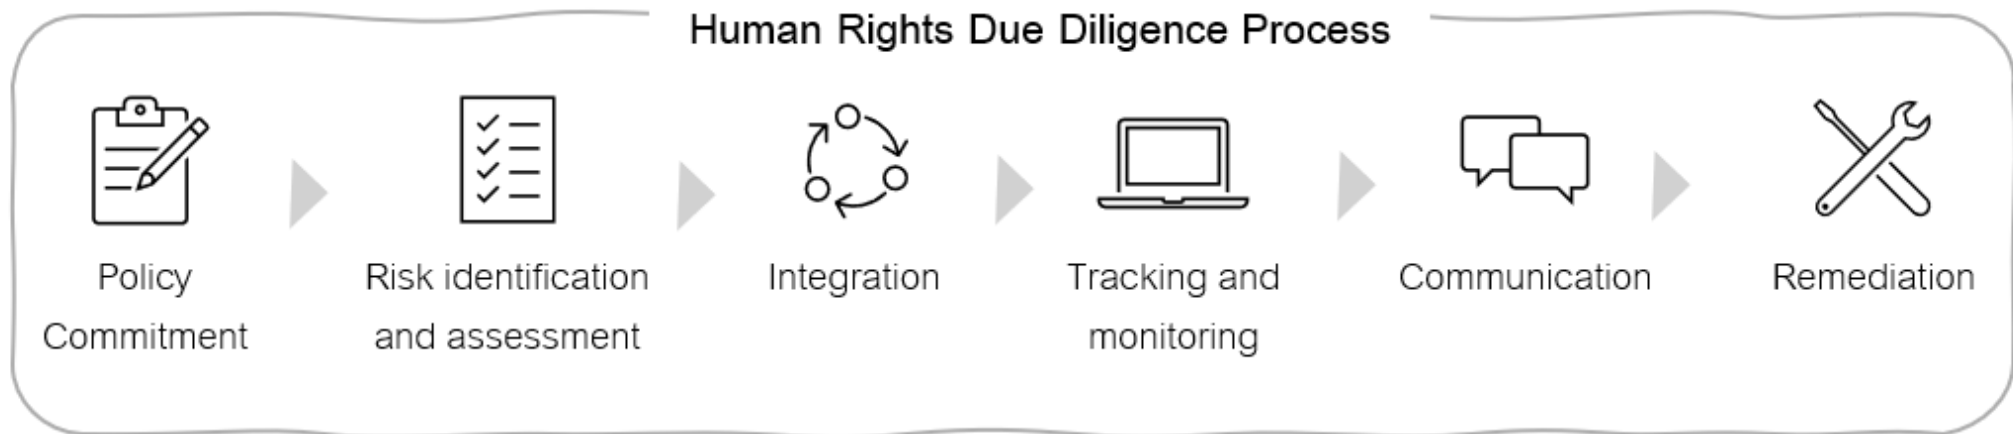 Human Rights Due Diligence Process
Policy
Commitment
Risk identification
and assessment
Integration
Tracking and
monitoring
Communication
Remediation